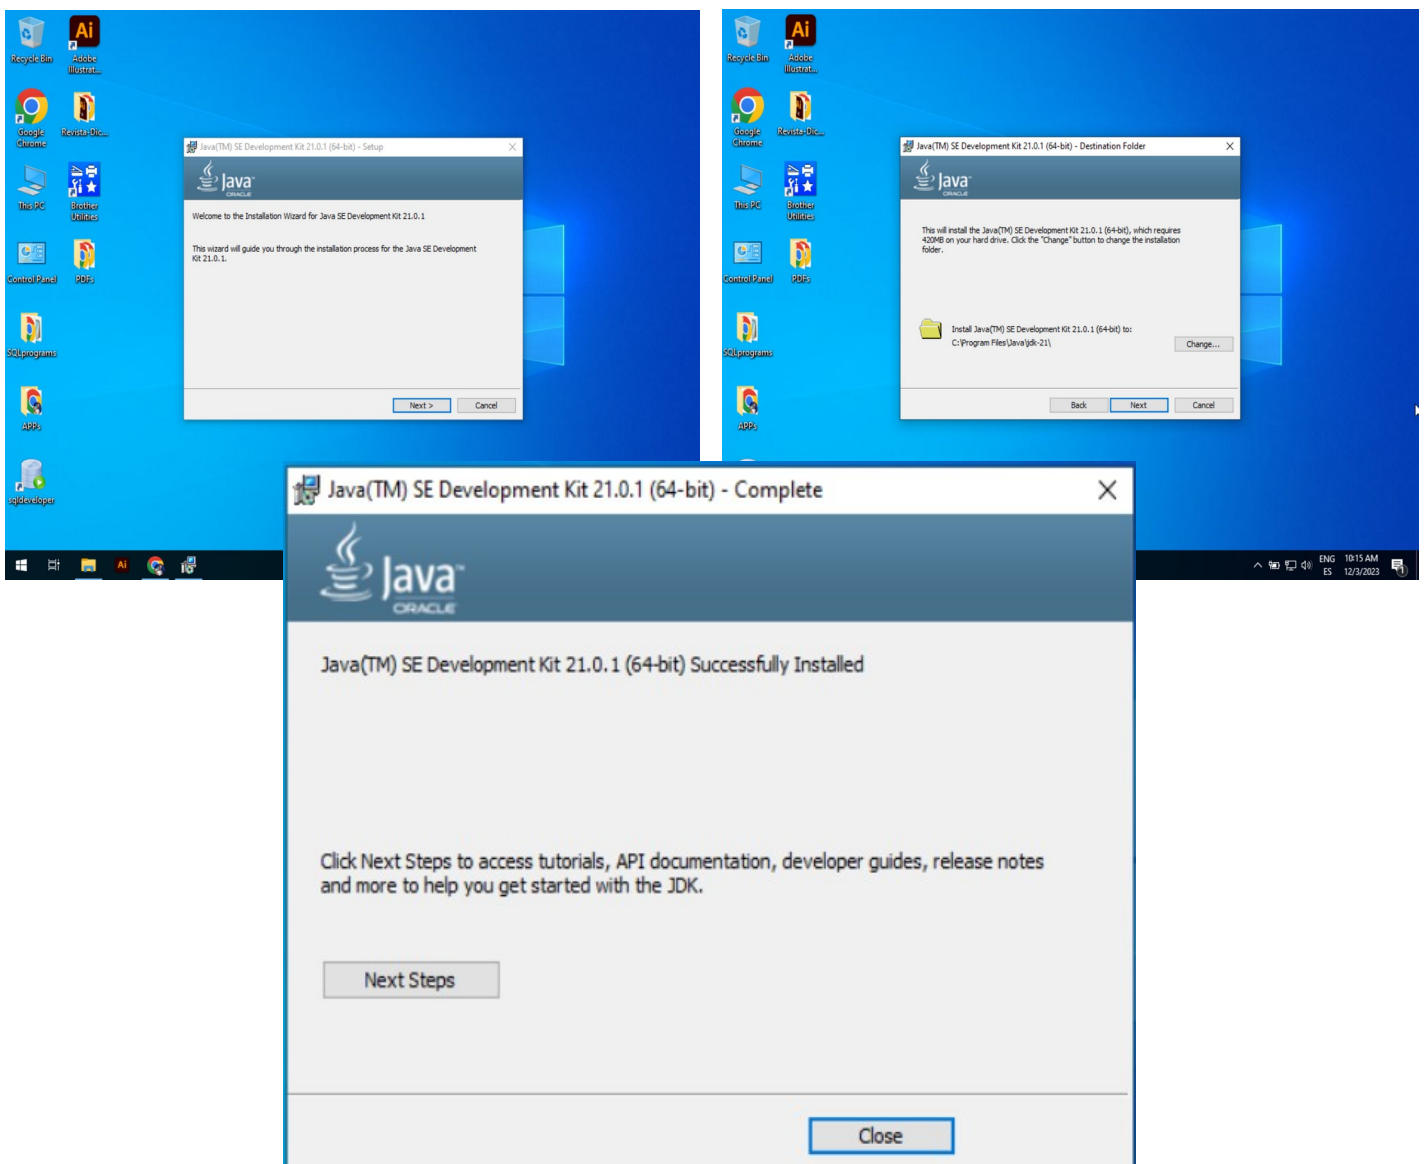 Recycle Bin
Adobe
Illustrat...
Google
Chrome
Revista-Dic...
This PC
Brother
Utilities
Control Panel
PDFs
SQLprograms
APPs
sqldeveloper
Ai
Java(TM) SE Development Kit 21.0.1 (64-bit) - Setup
Java™
ORACLE
Welcome to the Installation Wizard for Java SE Development Kit 21.0.1
This wizard will guide you through the installation process for the Java SE Development
Kit 21.0.1.
Next >
Cancel
Ai
Recycle Bin
Adobe
Illustrat...
Google
Chrome
Revista-Dic...
This PC
Brother
Utilities
Control Panel
PDFs
SQLprograms
APPs
Ai
Java(TM) SE Development Kit 21.0.1 (64-bit) - Destination Folder
Java™
ORACLE
This will install the Java(TM) SE Development Kit 21.0.1 (64-bit), which requires
420MB on your hard drive. Click the "Change" button to change the installation
folder.
Install Java(TM) SE Development Kit 21.0.1 (64-bit) to:
C:\Program Files\Java\jdk-21\
Change...
Back
Next
Cancel
ENG
ES
10:15 AM
12/3/2023
1
Java(TM) SE Development Kit 21.0.1 (64-bit) - Complete
Java™
ORACLE
Java(TM) SE Development Kit 21.0.1 (64-bit) Successfully Installed
Click Next Steps to access tutorials, API documentation, developer guides, release notes
and more to help you get started with the JDK.
Next Steps
Close